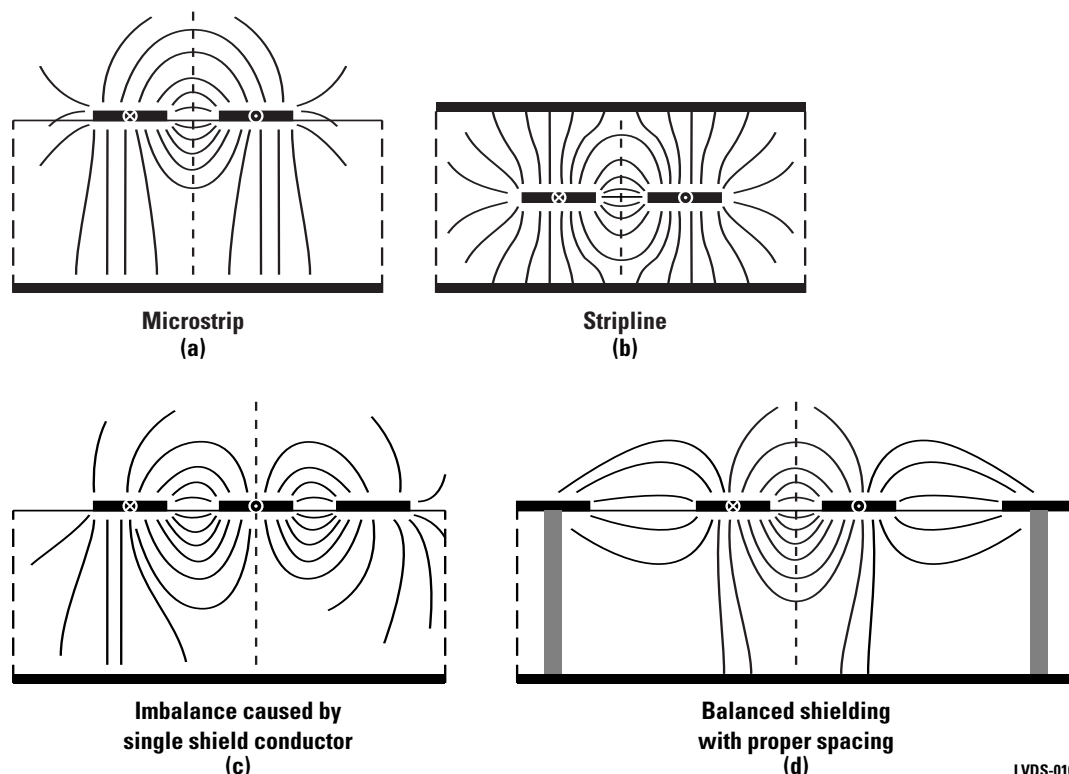 Microstrip
(a)
Stripline
(b)
Imbalance caused by
single shield conductor
(c)
Balanced shielding
with proper spacing
(d)